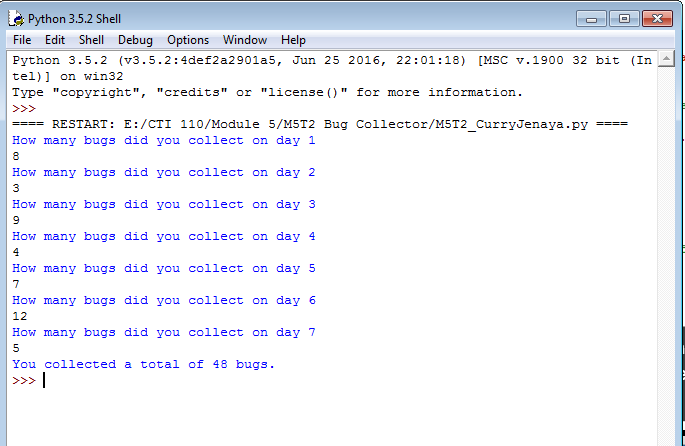 Python 3.5.2 Shell
File Edit Shell Debug Options Window Help
Python 3.5.2 (v3.5.2:4def2a2901a5, Jun 25 2016, 22:01:18) [MSC v.1900 32 bit (In
tel)] on win32
Type "copyright", "credits" or "license()" for more information.
>>>
==== RESTART: E:/CTI 110/Module 5/M5T2 Bug Collector/M5T2_CurryJenaya.py ====
How many bugs did you collect on day 1
8
How many bugs did you collect on day 2
3
How many bugs did you collect on day 3
9
How many bugs did you collect on day 4
4
How many bugs did you collect on day 5
7
How many bugs did you collect on day 6
12
How many bugs did you collect on day 7
5
You collected a total of 48 bugs.
>>>